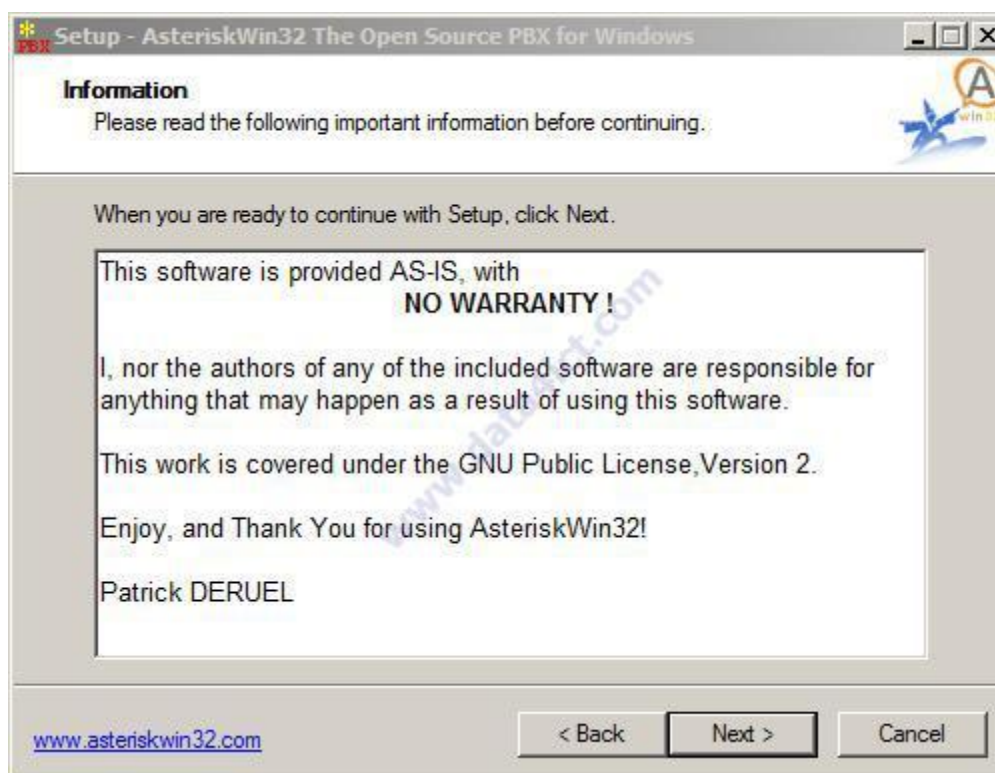 PBX Setup - AsteriskWin32 The Open Source PBX for Windows
Information
Please read the following important information before continuing.
A
win32
When you are ready to continue with Setup, click Next.
This software is provided AS-IS, with
NO WARRANTY !
I, nor the authors of any of the included software are responsible for
anything that may happen as a result of using this software.
This work is covered under the GNU Public License,Version 2.
Enjoy, and Thank You for using AsteriskWin32!
Patrick DERUEL
www.asteriskwin32.com
< Back
Next >
Cancel